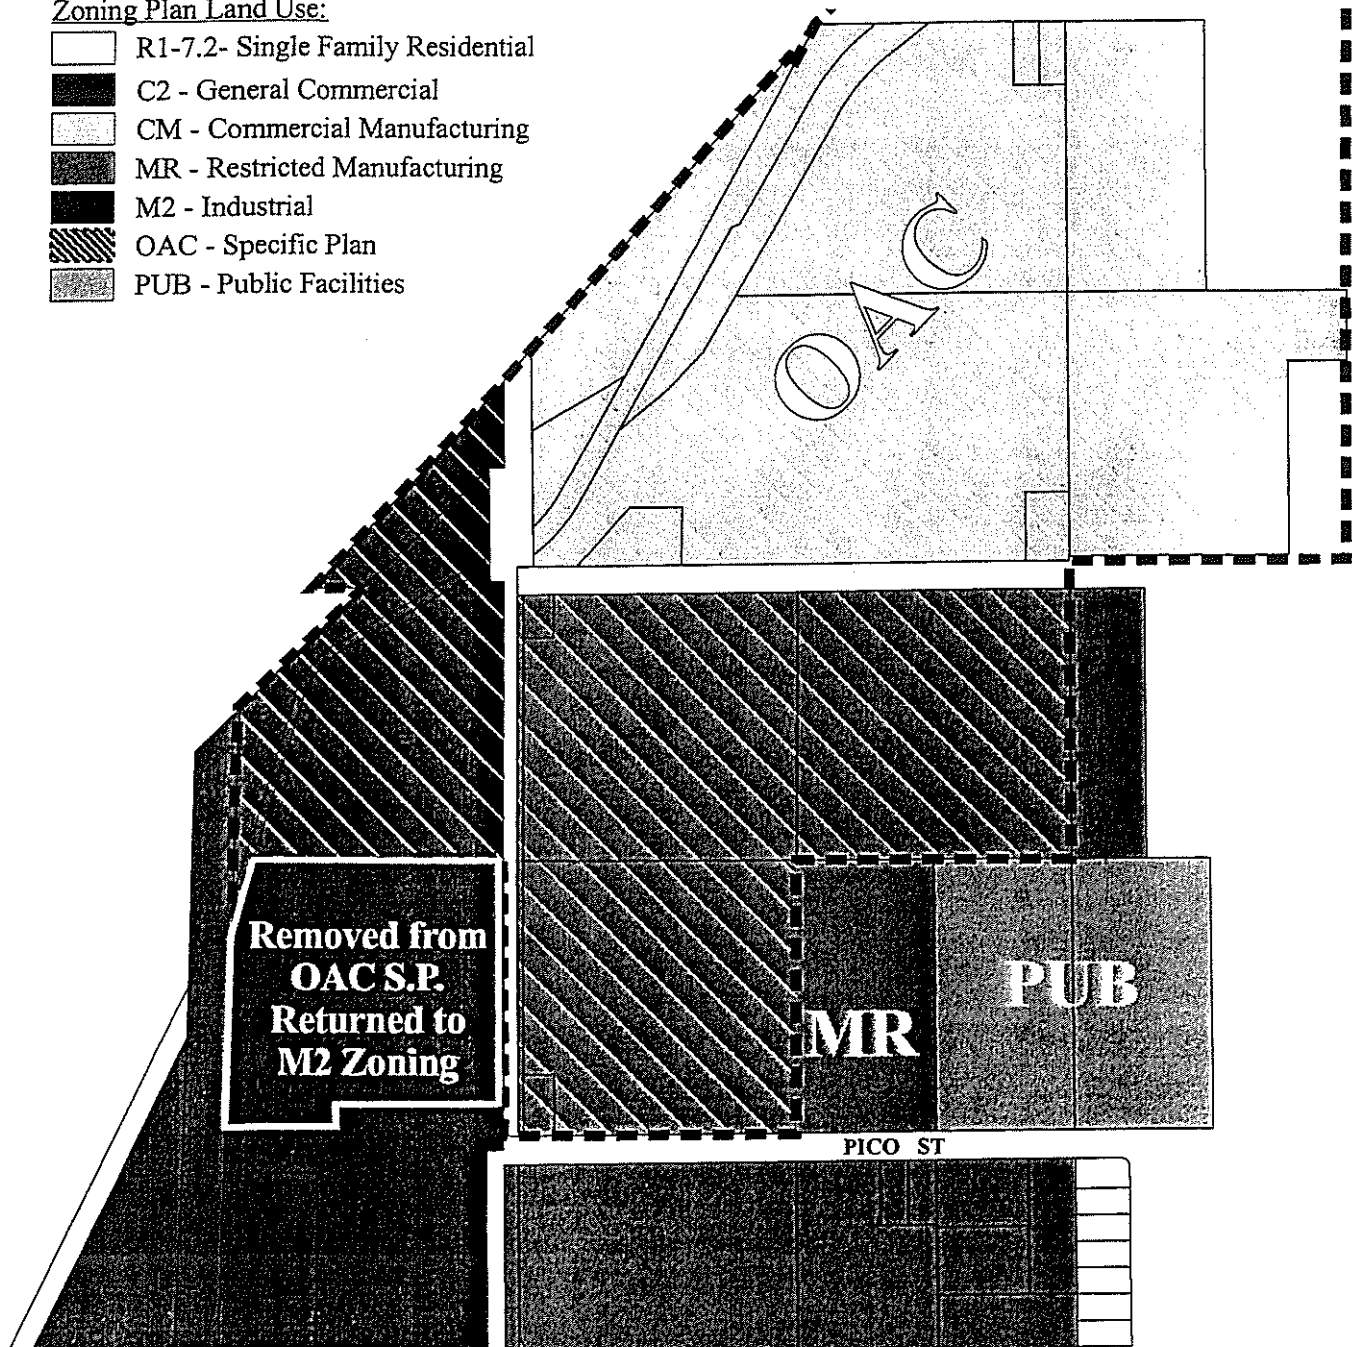 Zoning Plan Land Use:
R1-7.2- Single Family Residential
C2 - General Commercial
CM - Commercial Manufacturing
MR - Restricted Manufacturing
M2 - Industrial
OAC - Specific Plan
PUB - Public Facilities
OAC
Removed from
OAC S.P.
Returned to
M2 Zoning
MR
PUB
PICO ST